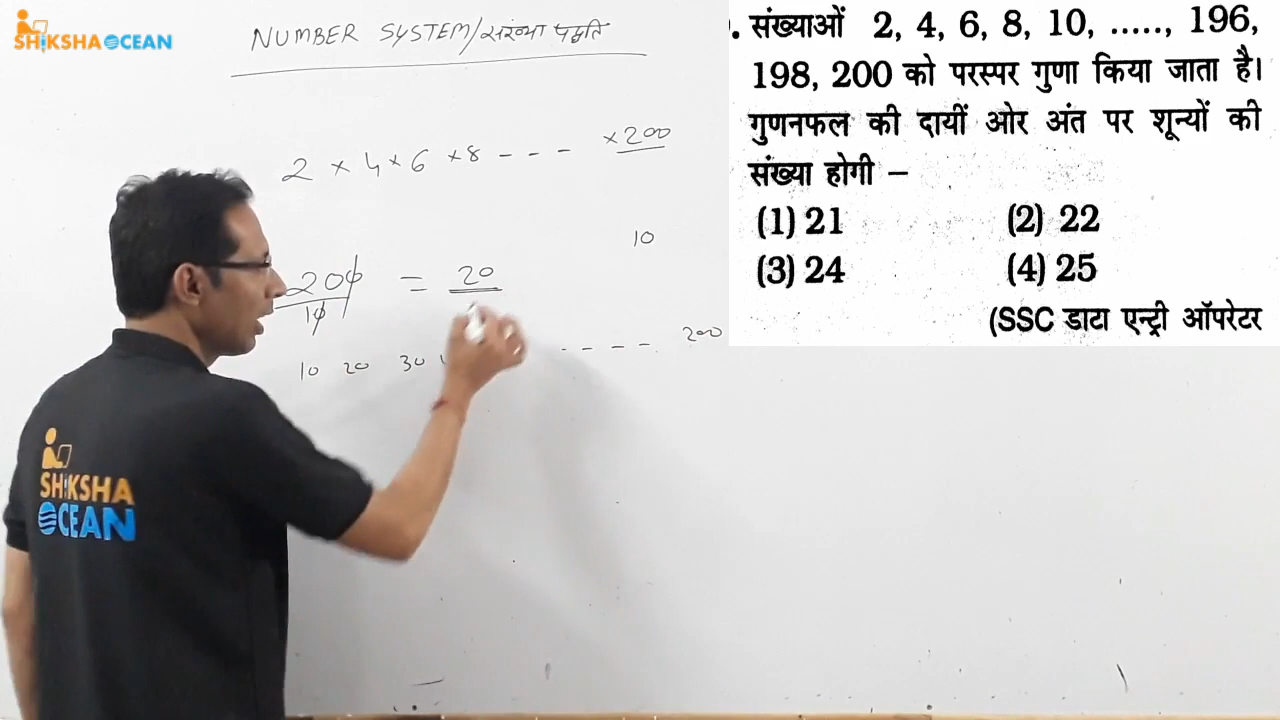 SHIKSHA OCEAN
NUMBER SYSTEM/संख्या पद्धति
2 × 4 × 6 × 8 - - - × 200
10
200/10 = 20
10 20 30 - - - - 200
SHIKSHA
OCEAN
. संख्याओं 2, 4, 6, 8, 10, ....., 196,
198, 200 को परस्पर गुणा किया जाता है।
गुणनफल की दायीं ओर अंत पर शून्यों की
संख्या होगी –
(1) 21 (2) 22
(3) 24 (4) 25
(SSC डाटा एन्ट्री ऑपरेटर